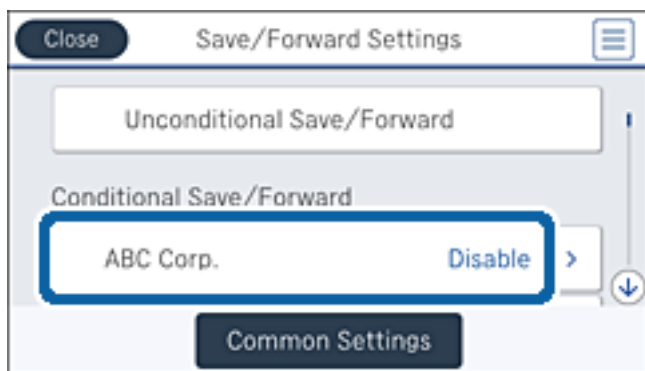 Close Save/Forward Settings
Unconditional Save/Forward
Conditional Save/Forward
ABC Corp. Disable >
Common Settings